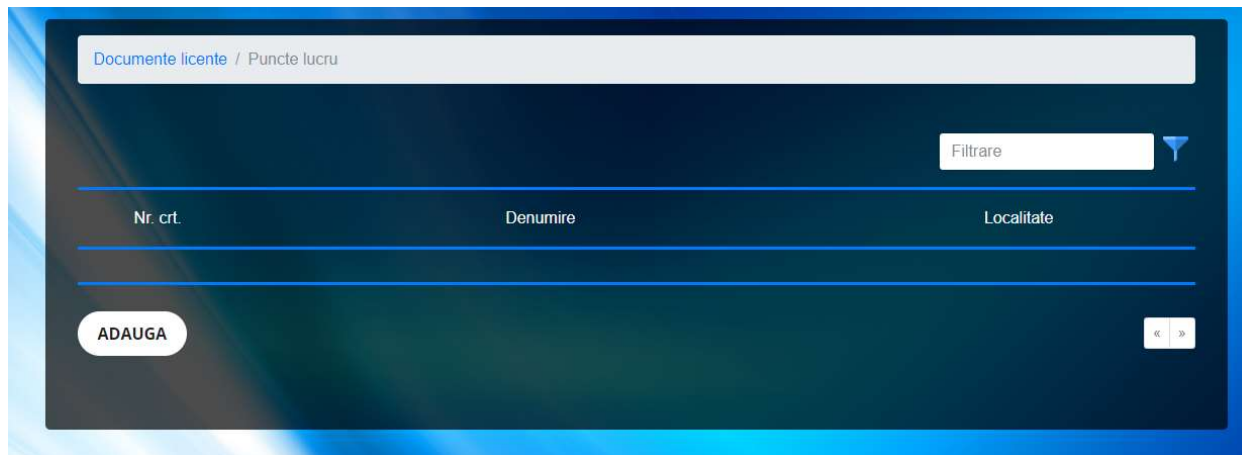 Documente licente / Puncte lucru
Filtrare
Nr. crt. Denumire Localitate
ADAUGA « »